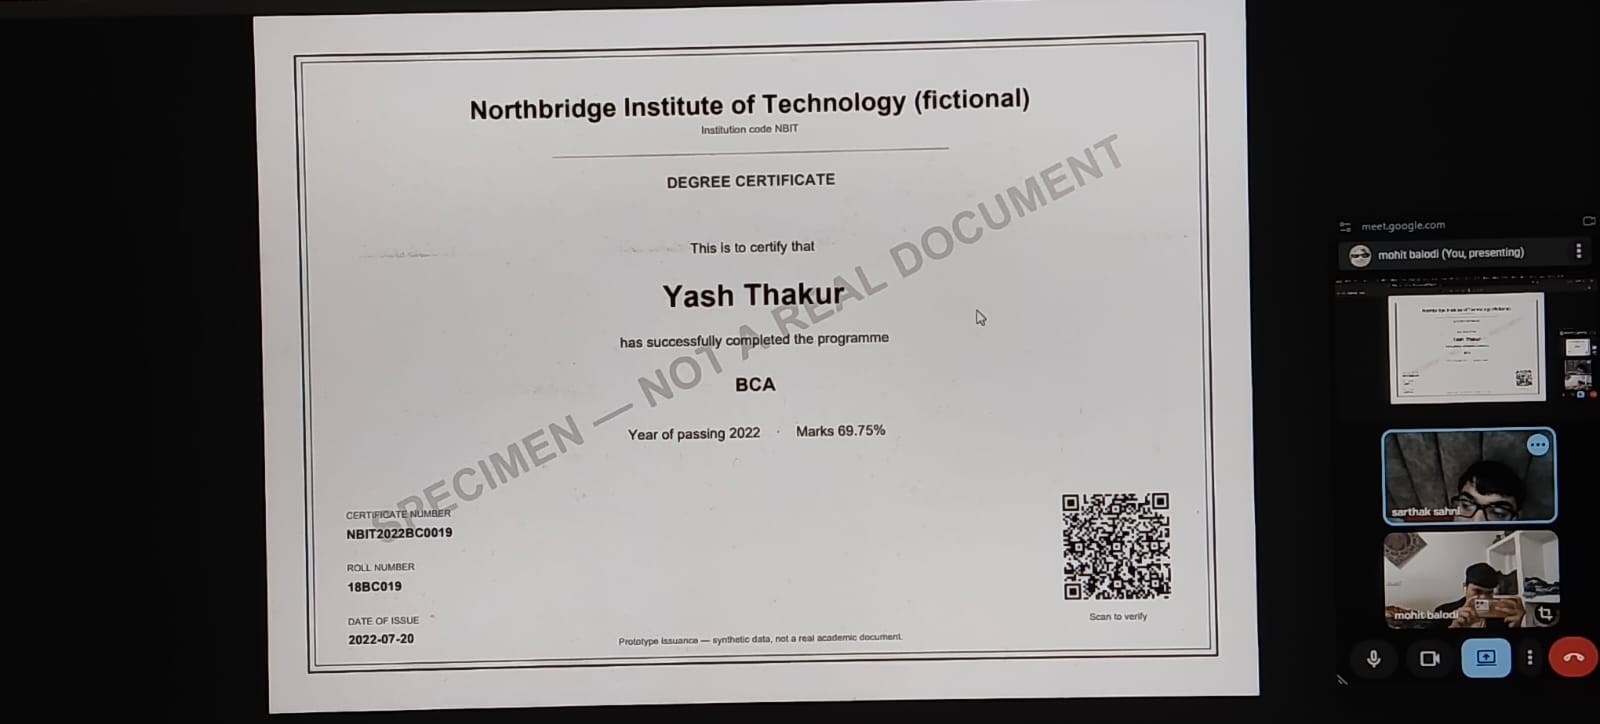 Northbridge Institute of Technology (fictional)
Institution code NBIT
DEGREE CERTIFICATE
This is to certify that
Yash Thakur
has successfully completed the programme
BCA
Year of passing 2022 · Marks 69.75%
SPECIMEN — NOT A REAL DOCUMENT
CERTIFICATE NUMBER
NBIT2022BC0019
ROLL NUMBER
18BC019
DATE OF ISSUE
2022-07-20
Scan to verify
Prototype issuance — synthetic data, not a real academic document.
meet.google.com
mohit balodi (You, presenting)
sarthak sahni
mohit balodi